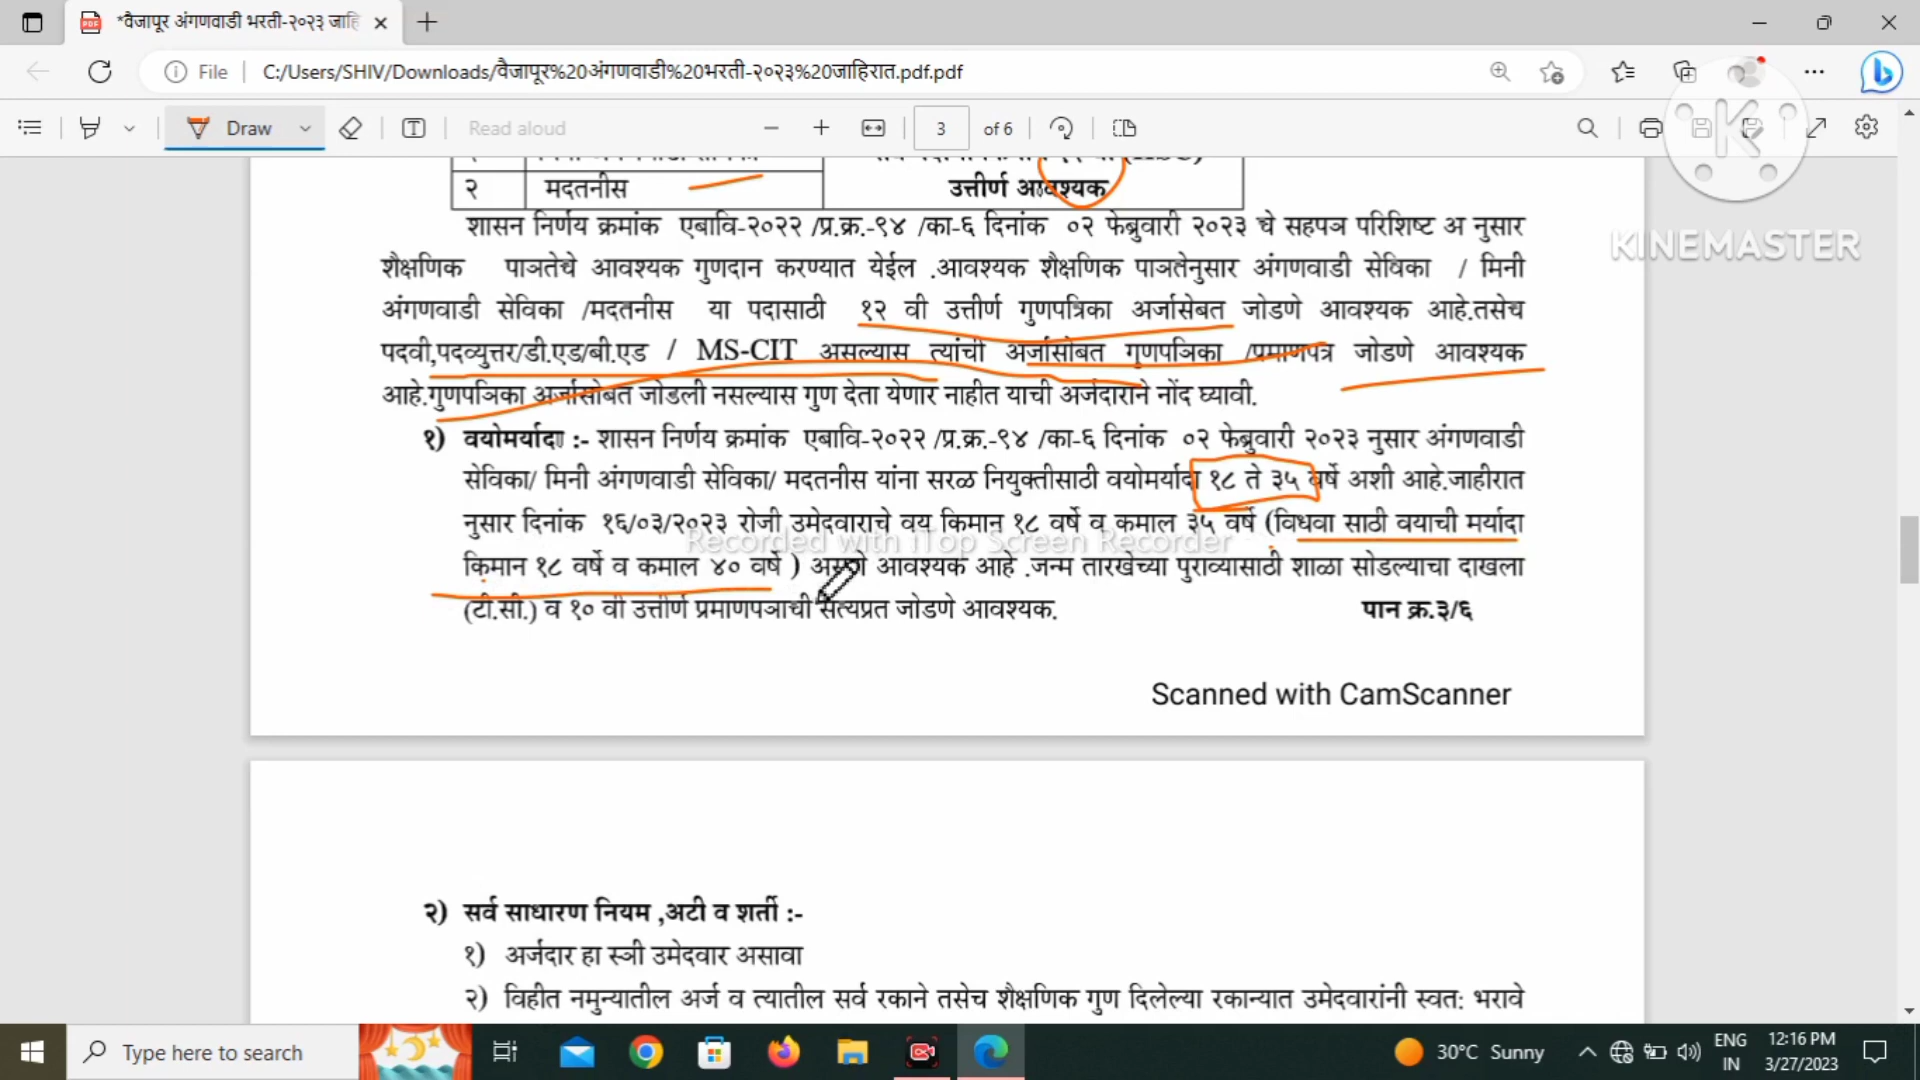 *वैजापूर अंगणवाडी भरती-२०२३ जाहि
File
C:/Users/SHIV/Downloads/वैजापूर%20अंगणवाडी%20भरती-२०२३%20जाहिरात.pdf.pdf
Draw
Read aloud
3 of 6
KINEMASTER
२ मदतनीस उत्तीर्ण आवश्यक
शासन निर्णय क्रमांक एबावि-२०२२ /प्र.क्र.-९४ /का-६ दिनांक ०२ फेब्रुवारी २०२३ चे सहपत्र परिशिष्ट अ नुसार
शैक्षणिक पात्रतेचे आवश्यक गुणदान करण्यात येईल .आवश्यक शैक्षणिक पात्रतेनुसार अंगणवाडी सेविका / मिनी
अंगणवाडी सेविका /मदतनीस या पदासाठी १२ वी उत्तीर्ण गुणपत्रिका अर्जासेबत जोडणे आवश्यक आहे.तसेच
पदवी,पदव्युत्तर/डी.एड/बी.एड / MS-CIT असल्यास त्यांची अर्जासोबत गुणपत्रिका /प्रमाणपत्र जोडणे आवश्यक
आहे.गुणपत्रिका अर्जासोबत जोडली नसल्यास गुण देता येणार नाहीत याची अर्जदाराने नोंद घ्यावी.
१) वयोमर्यादा :- शासन निर्णय क्रमांक एबावि-२०२२ /प्र.क्र.-९४ /का-६ दिनांक ०२ फेब्रुवारी २०२३ नुसार अंगणवाडी
सेविका/ मिनी अंगणवाडी सेविका/ मदतनीस यांना सरळ नियुक्तीसाठी वयोमर्यादा १८ ते ३५ वर्षे अशी आहे.जाहीरात
नुसार दिनांक १६/०३/२०२३ रोजी उमेदवाराचे वय किमान १८ वर्षे व कमाल ३५ वर्षे (विधवा साठी वयाची मर्यादा
Recorded with iTop Screen Recorder
किमान १८ वर्षे व कमाल ४० वर्षे ) असणे आवश्यक आहे .जन्म तारखेच्या पुराव्यासाठी शाळा सोडल्याचा दाखला
(टी.सी.) व १० वी उत्तीर्ण प्रमाणपत्राची सत्यप्रत जोडणे आवश्यक. पान क्र.३/६
Scanned with CamScanner
२) सर्व साधारण नियम ,अटी व शर्ती :-
१) अर्जदार हा स्त्री उमेदवार असावा
२) विहीत नमुन्यातील अर्ज व त्यातील सर्व रकाने तसेच शैक्षणिक गुण दिलेल्या रकान्यात उमेदवारांनी स्वत: भरावे
Type here to search
30°C Sunny
ENG
IN
12:16 PM
3/27/2023